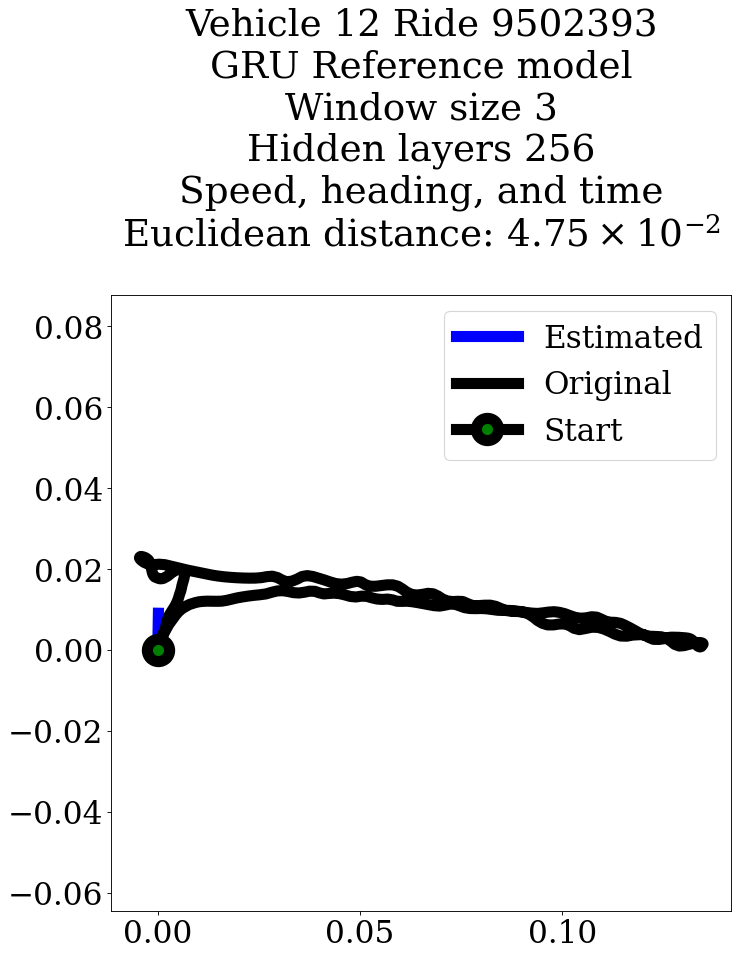 Vehicle 12 Ride 9502393
GRU Reference model
Window size 3
Hidden layers 256
Speed, heading, and time
Euclidean distance: 4.75 × 10⁻²
Estimated
Original
Start
0.08
0.06
0.04
0.02
0.00
−0.02
−0.04
−0.06
0.00 0.05 0.10